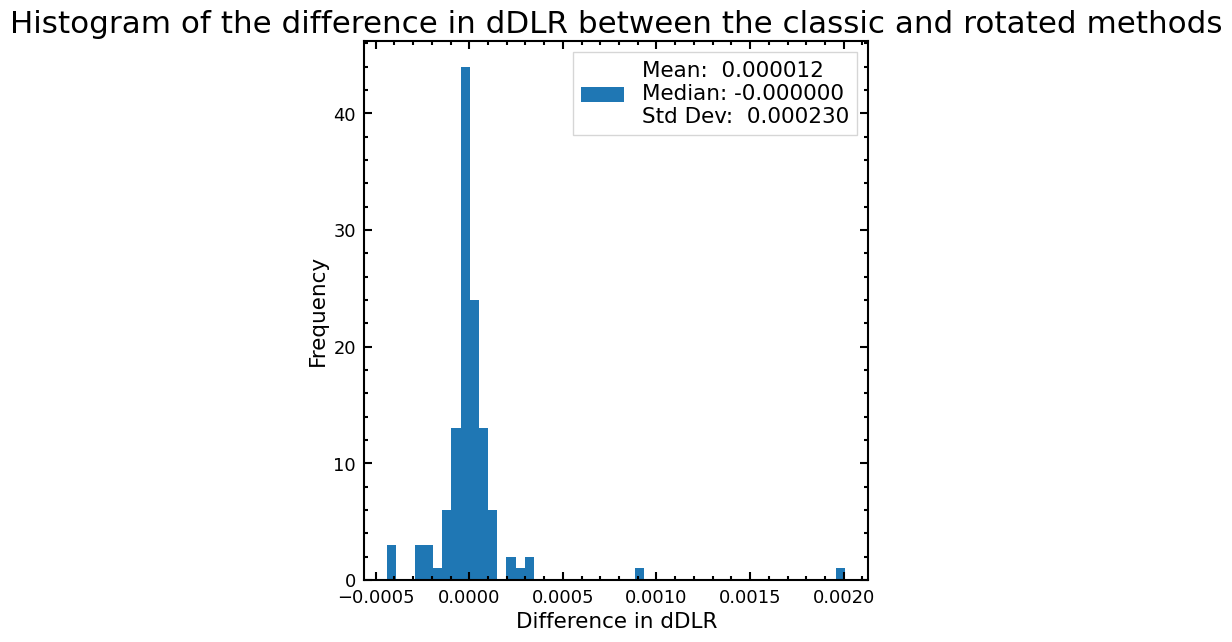 Histogram of the difference in dDLR between the classic and rotated methods
Mean:  0.000012
Median: -0.000000
Std Dev:  0.000230
40
30
20
10
0
Frequency
−0.0005 0.0000 0.0005 0.0010 0.0015 0.0020
Difference in dDLR